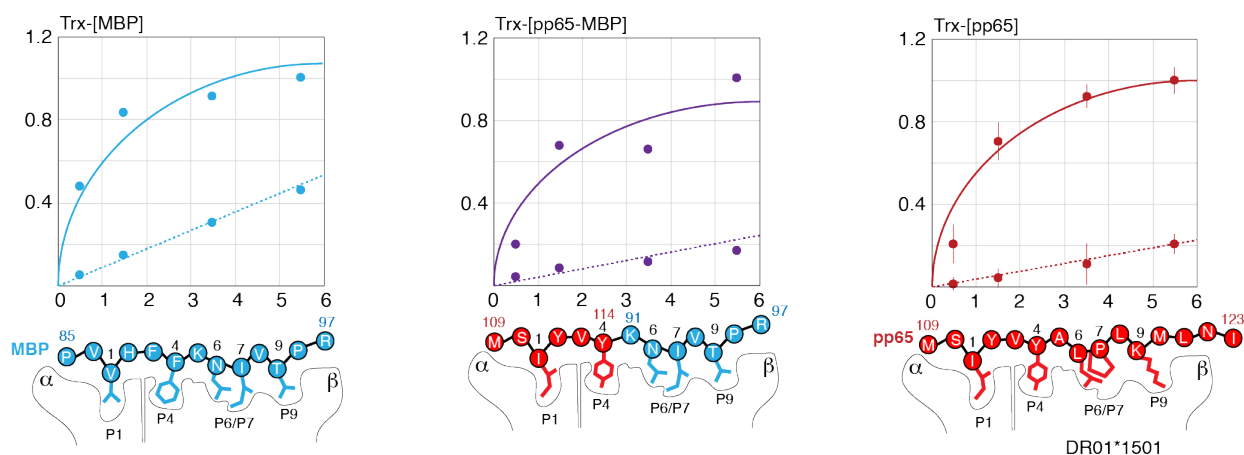 Trx-[MBP]
1.2
0.8
0.4
0 1 2 3 4 5 6
MBP
85
97
P V H F F K N I V T P R
1 4 6 7 9
α
β
P1
P4
P6/P7
P9
Trx-[pp65-MBP]
1.2
0.8
0.4
0 1 2 3 4 5 6
109
114
91
97
M S I Y V Y K N I V T P R
1 4 6 7 9
α
β
P1
P4
P6/P7
P9
Trx-[pp65]
1.2
0.8
0.4
0 1 2 3 4 5 6
pp65
109
123
M S I Y V Y A L P L K M L N I
1 4 6 7 9
α
β
P1
P4
P6/P7
P9
DR01*1501